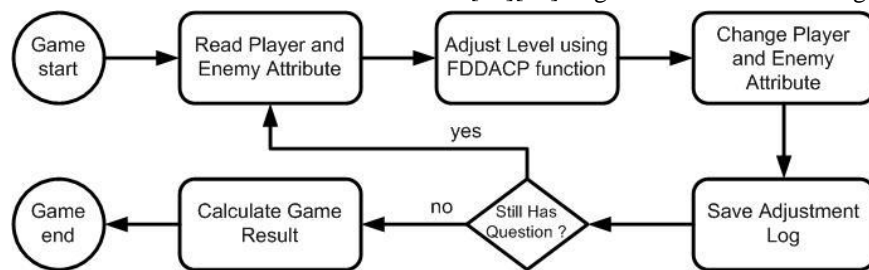 Game
start
Read Player and
Enemy Attribute
Adjust Level using
FDDACP function
Change Player
and Enemy
Attribute
yes
Game
end
Calculate Game
Result
no
Still Has
Question ?
Save Adjustment
Log